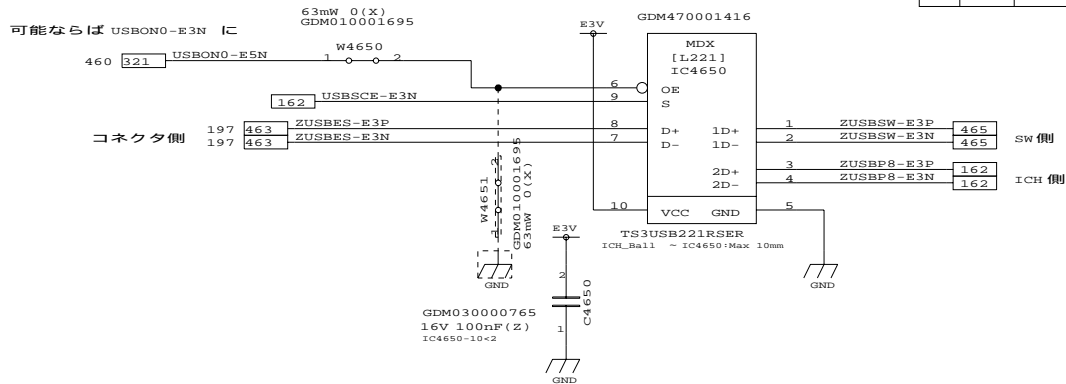 63mW 0(X)
GDM010001695
可能ならば USBON0-E3N に
W4650
460 321 USBON0-E5N 1 2
E3V
GDM470001416
MDX
[L221]
IC4650
6 OE
162 USBSCE-E3N 9 S
コネクタ側
197 463 ZUSBES-E3P 8 D+ 1D+ 1 ZUSBSW-E3P 465
197 463 ZUSBES-E3N 7 D- 1D- 2 ZUSBSW-E3N 465
SW側
2D+ 3 ZUSBP8-E3P 162
2D- 4 ZUSBP8-E3N 162
ICH側
10 VCC GND 5
TS3USB221RSER
ICH_Ball ~ IC4650:Max 10mm
1 2
W4651
GDM010001695
63mW 0(X)
GND
E3V
2
C4650
1
GDM030000765
16V 100nF(Z)
IC4650-10<2
GND
GND